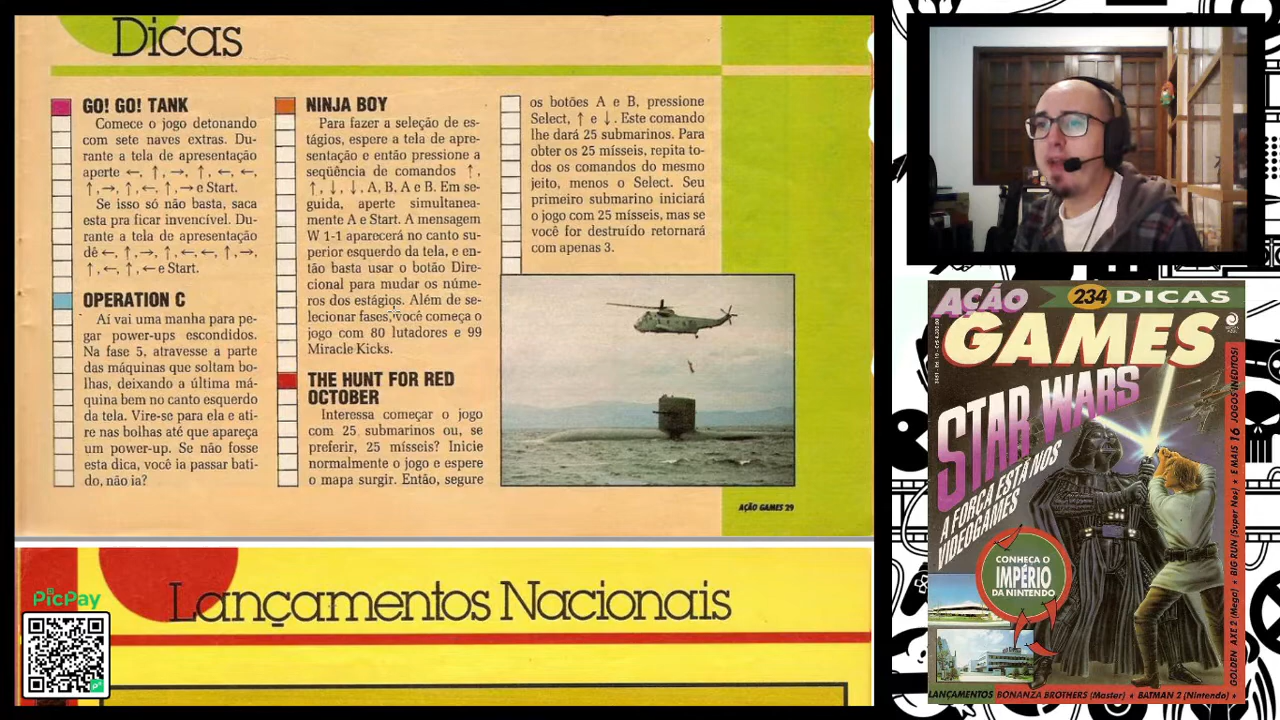 Dicas
GO! GO! TANK
Comece o jogo detonando
com sete naves extras. Du-
rante a tela de apresentação
aperte ←, ↑, →, ↑, ←, ←,
↑, →, ↑, ←, ↑, → e Start.
Se isso só não basta, saca
esta pra ficar invencível. Du-
rante a tela de apresentação
dê ←, ↑, →, ↑, ←, ←, ↑, →,
↑, ←, ↑, ← e Start.
OPERATION C
Aí vai uma manha para pe-
gar power-ups escondidos.
Na fase 5, atravesse a parte
das máquinas que soltam bo-
lhas, deixando a última má-
quina bem no canto esquerdo
da tela. Vire-se para ela e ati-
re nas bolhas até que apareça
um power-up. Se não fosse
esta dica, você ia passar bati-
do, não ia?
NINJA BOY
Para fazer a seleção de es-
tágios, espere a tela de apre-
sentação e então pressione a
seqüência de comandos ↑,
↑, ↓, ↓, A, B, A e B. Em se-
guida, aperte simultanea-
mente A e Start. A mensagem
W 1-1 aparecerá no canto su-
perior esquerdo da tela, e en-
tão basta usar o botão Dire-
cional para mudar os núme-
ros dos estágios. Além de se-
lecionar fases, você começa o
jogo com 80 lutadores e 99
Miracle Kicks.
THE HUNT FOR RED
OCTOBER
Interessa começar o jogo
com 25 submarinos ou, se
preferir, 25 mísseis? Inicie
normalmente o jogo e espere
o mapa surgir. Então, segure
os botões A e B, pressione
Select, ↑ e ↓. Este comando
lhe dará 25 submarinos. Para
obter os 25 mísseis, repita to-
dos os comandos do mesmo
jeito, menos o Select. Seu
primeiro submarino iniciará
o jogo com 25 mísseis, mas se
você for destruído retornará
com apenas 3.
AÇÃO GAMES 29
Lançamentos Nacionais
PicPay
AÇÃO
234 DICAS
GAMES
STAR WARS
A FORÇA ESTÁ NOS
VIDEOGAMES
CONHEÇA O
IMPÉRIO
DA NINTENDO
GOLDEN AXE 2 (Mega) • BIG RUN (Super Nes) • E MAIS 16 JOGOS INÉDITOS!
LANÇAMENTOS BONANZA BROTHERS (Master) • BATMAN 2 (Nintendo) •